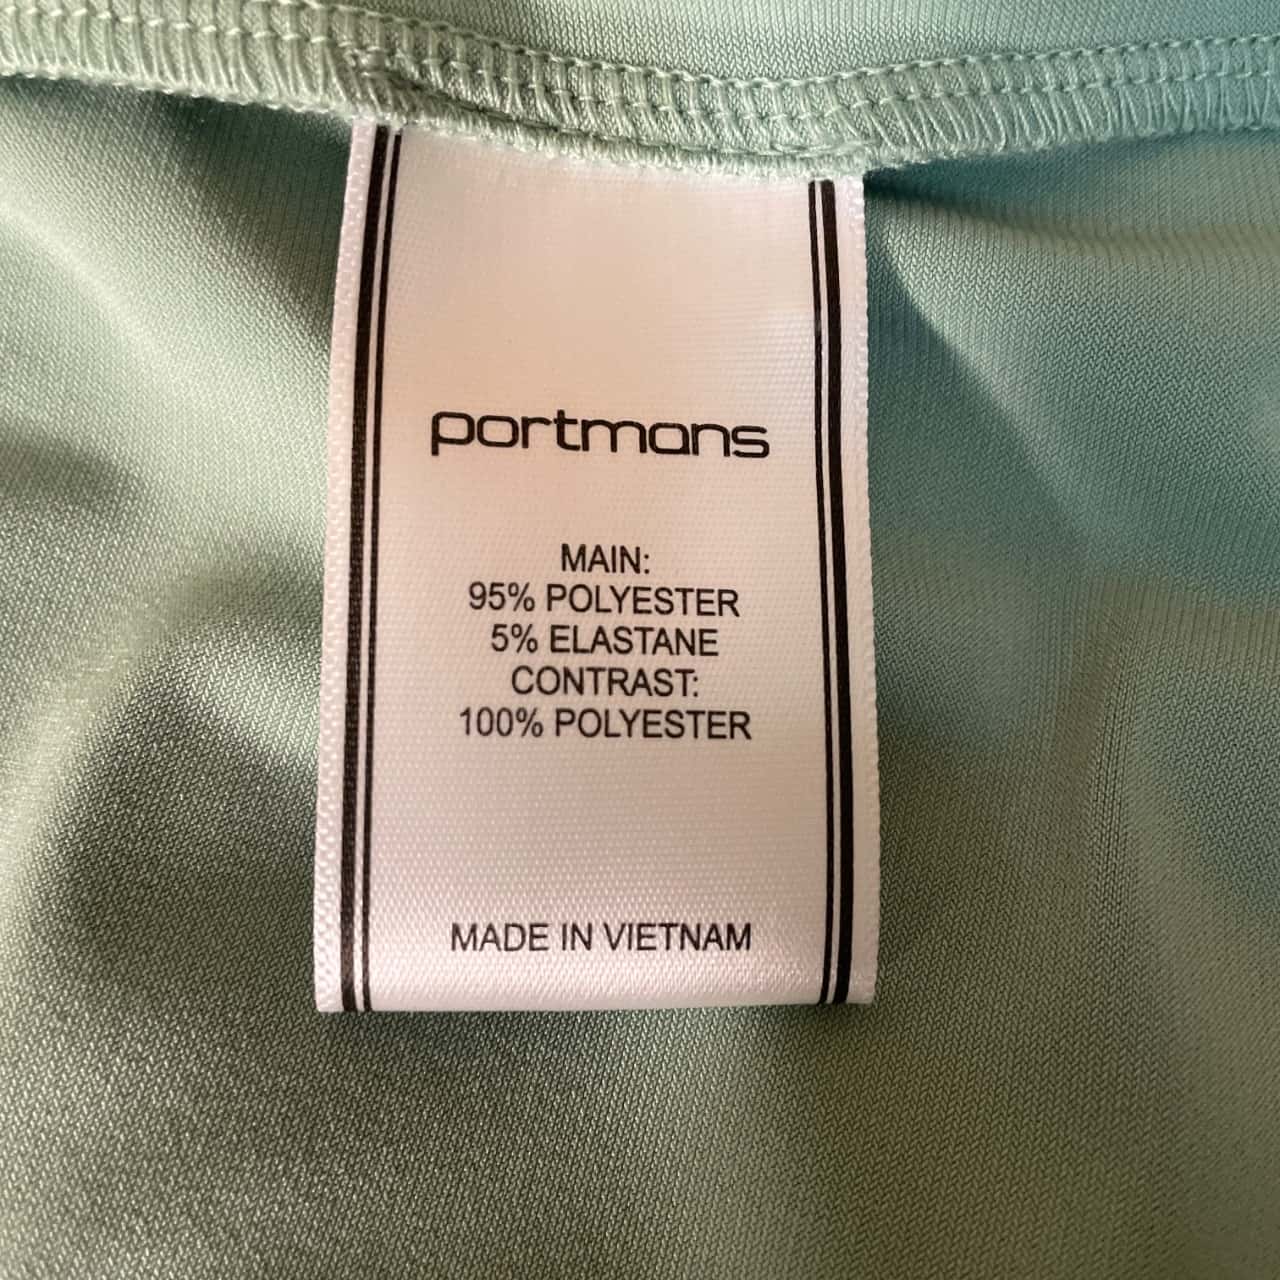 portmans
MAIN:
95% POLYESTER
5% ELASTANE
CONTRAST:
100% POLYESTER
MADE IN VIETNAM